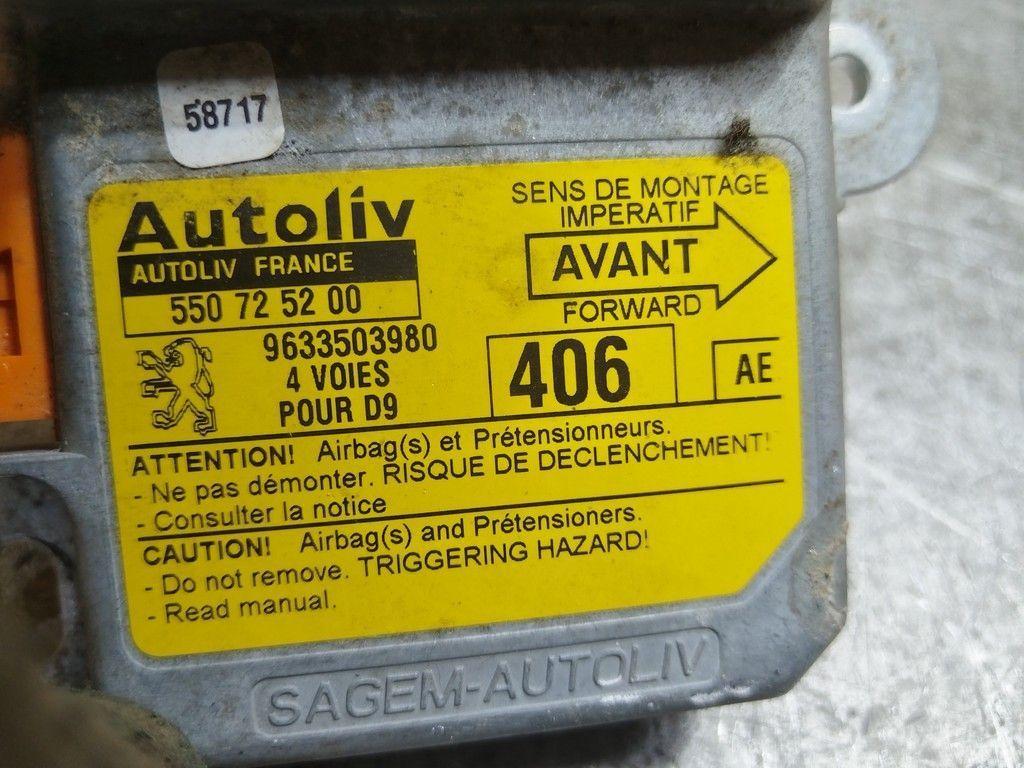 58717
Autoliv
AUTOLIV FRANCE
550 72 52 00
SENS DE MONTAGE
IMPERATIF
AVANT
FORWARD
9633503980
4 VOIES
POUR D9
406
AE
ATTENTION! Airbag(s) et Prétensionneurs.
- Ne pas démonter. RISQUE DE DECLENCHEMENT!
- Consulter la notice
CAUTION! Airbag(s) and Prétensioners.
- Do not remove. TRIGGERING HAZARD!
- Read manual.
SAGEM-AUTOLIV